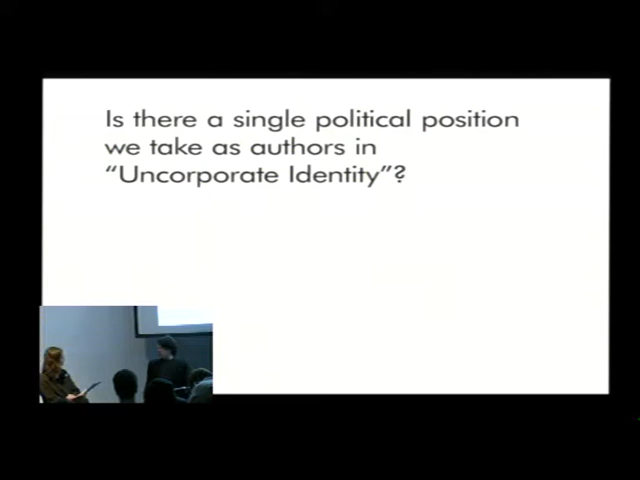 Is there a single political position
we take as authors in
“Uncorporate Identity”?